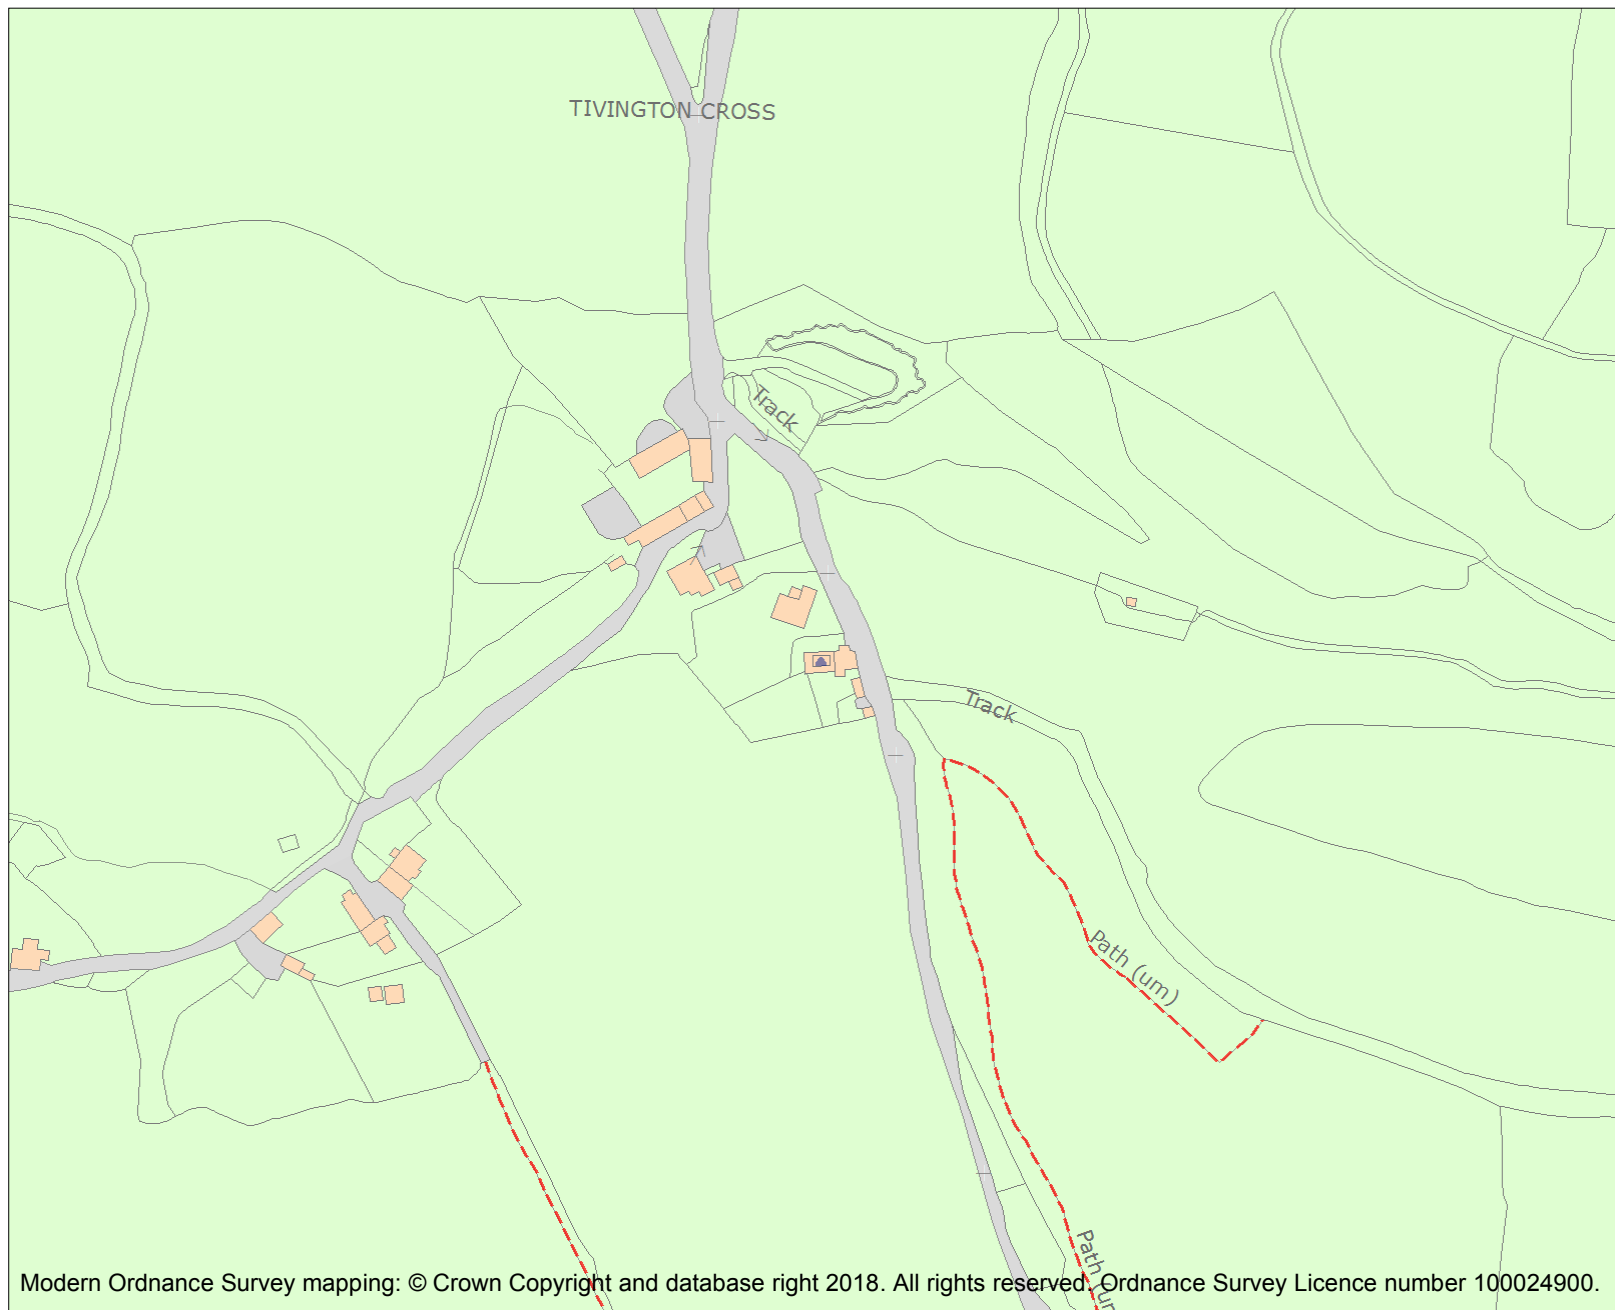 TIVINGTON CROSS
Track
Track
Path (um)
Path (um
Modern Ordnance Survey mapping: © Crown Copyright and database right 2018. All rights reserved. Ordnance Survey Licence number 100024900.